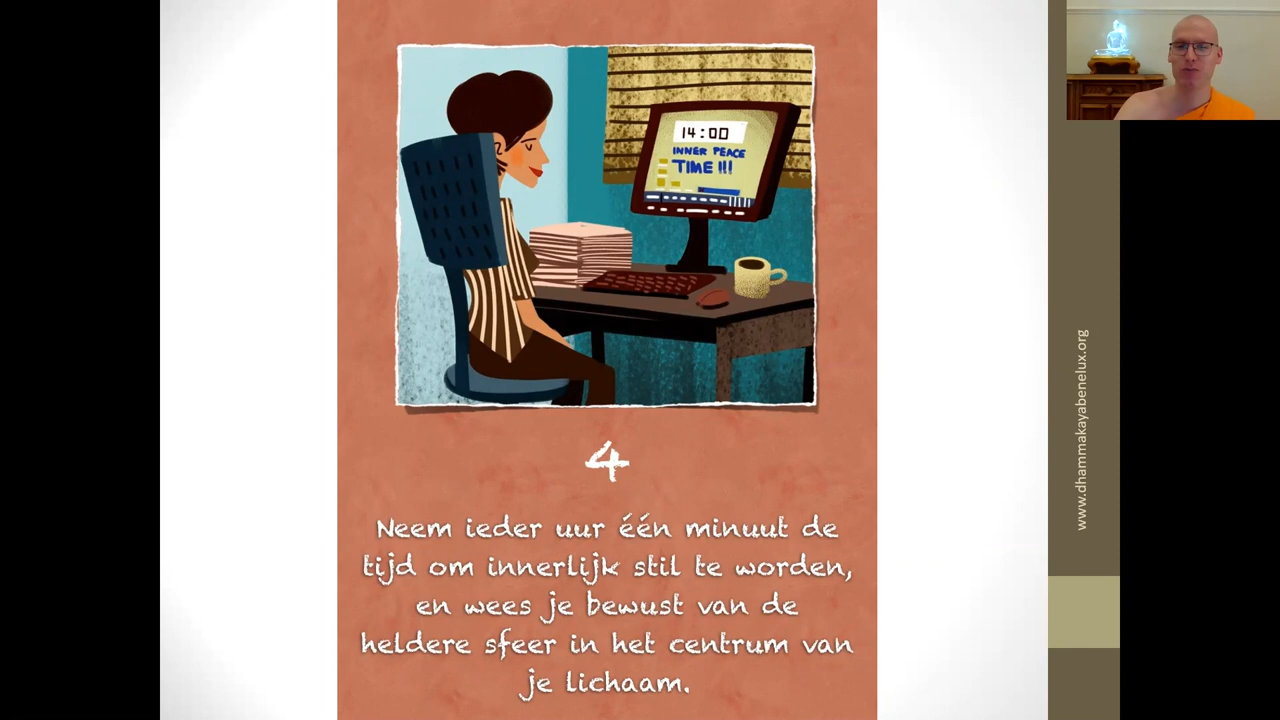 14:00
INNER PEACE
TIME!!!
4
Neem ieder uur één minuut de
tijd om innerlijk stil te worden,
en wees je bewust van de
heldere sfeer in het centrum van
je lichaam.
www.dhammakayabenelux.org